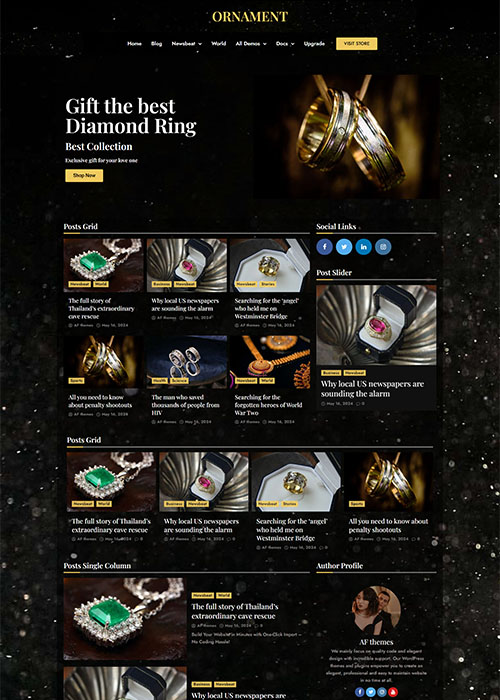 ORNAMENT
Home Blog Newsbeat World All Demos Docs Upgrade VISIT STORE
Gift the best
Diamond Ring
Best Collection
Exclusive gift for your love one
Shop Now
Posts Grid
Newsbeat World
The full story of
Thailand's extraordinary
cave rescue
AF themes May 16, 2024
Business Newsbeat
Why local US newspapers
are sounding the alarm
AF themes May 16, 2024
Newsbeat Stories
Searching for the 'angel'
who held me on
Westminster Bridge
AF themes May 16, 2024
Sports
All you need to know
about penalty shootouts
AF themes May 16, 2024
Health Science
The man who saved
thousands of people from
HIV
AF themes May 16, 2024
Newsbeat World
Searching for the
forgotten heroes of World
War Two
AF themes May 16, 2024
Social Links
Post Slider
Business Newsbeat
Why local US newspapers are
sounding the alarm
May 16, 2024 0
Posts Grid
Newsbeat World
The full story of Thailand's
extraordinary cave rescue
AF themes May 16, 2024 0
Business Newsbeat
Why local US newspapers
are sounding the alarm
AF themes May 16, 2024 0
Newsbeat Stories
Searching for the 'angel'
who held me on
Westminster Bridge
AF themes May 16, 2024 0
Sports
All you need to know about
penalty shootouts
AF themes May 16, 2024 0
Posts Single Column
Newsbeat World
The full story of Thailand's
extraordinary cave rescue
AF themes May 16, 2024 0
Build Your Website in Minutes with One-Click Import –
No Coding Hassle!
Business Newsbeat
Why local US newspapers are
Author Profile
AF themes
We mainly focus on quality code and elegant
design with incredible support. Our WordPress
themes and plugins empower you to create an
elegant, professional and easy to maintain website
in no time at all.